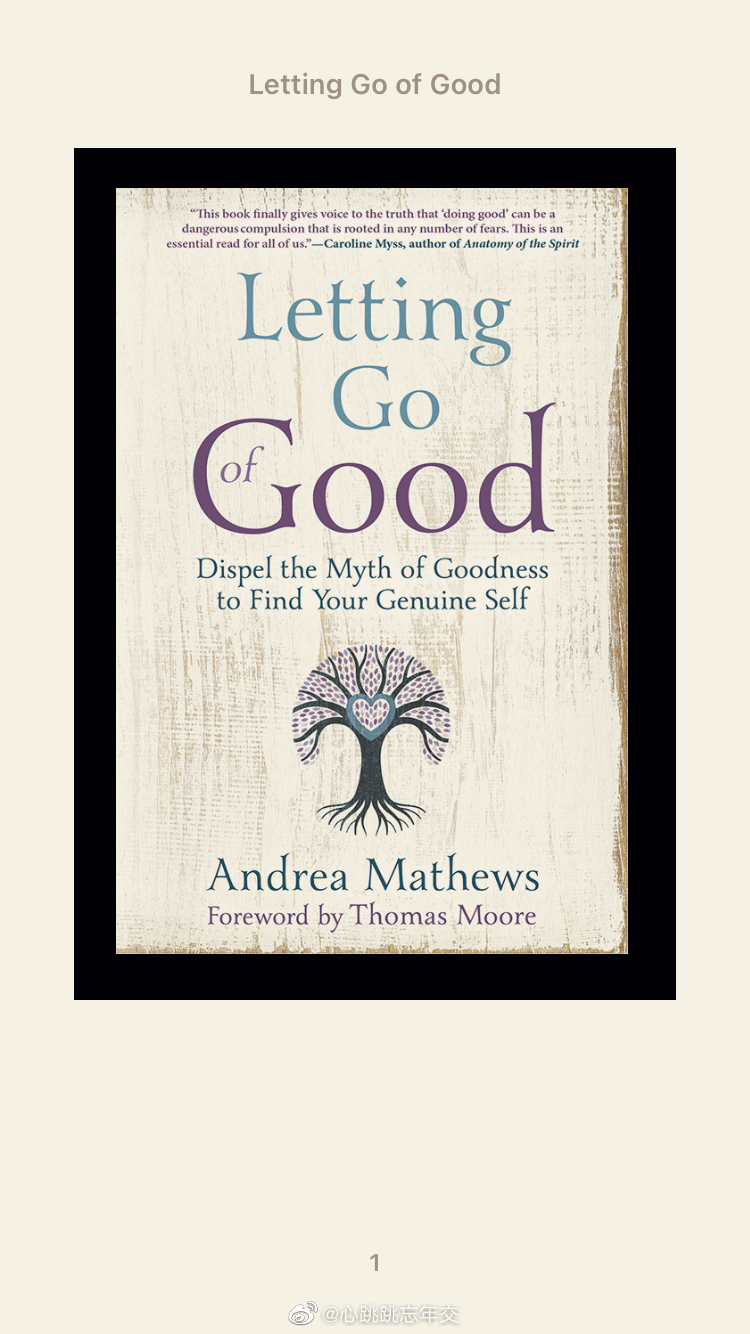 Letting Go of Good
“This book finally gives voice to the truth that ‘doing good’ can be a
dangerous compulsion that is rooted in any number of fears. This is an
essential read for all of us.”—Caroline Myss, author of Anatomy of the Spirit
Letting
Go
of Good
Dispel the Myth of Goodness
to Find Your Genuine Self
Andrea Mathews
Foreword by Thomas Moore
1
@心跳跳忘年交